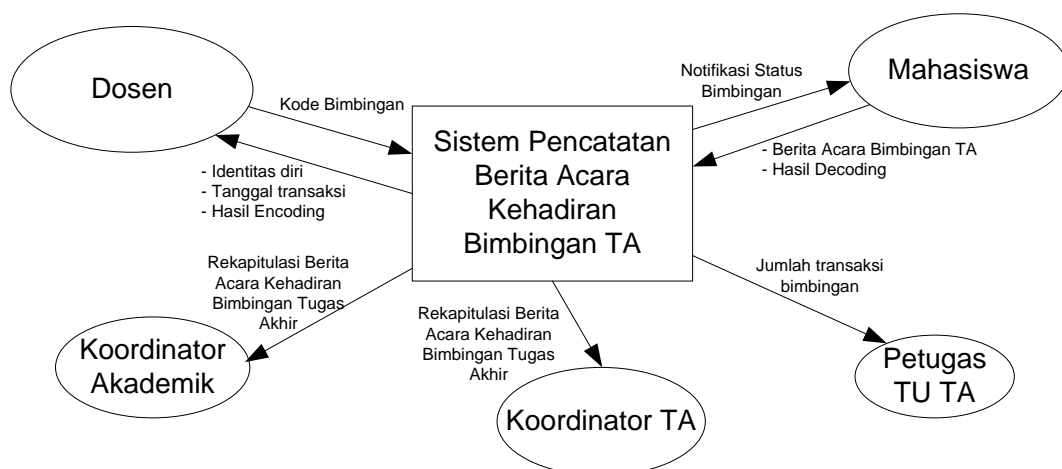 Dosen
Kode Bimbingan
Notifikasi Status
Bimbingan
Mahasiswa
Sistem Pencatatan
Berita Acara
Kehadiran
Bimbingan TA
- Identitas diri
- Tanggal transaksi
- Hasil Encoding
- Berita Acara Bimbingan TA
- Hasil Decoding
Rekapitulasi Berita
Acara Kehadiran
Bimbingan Tugas
Akhir
Koordinator
Akademik
Rekapitulasi Berita
Acara Kehadiran
Bimbingan Tugas
Akhir
Koordinator TA
Jumlah transaksi
bimbingan
Petugas
TU TA